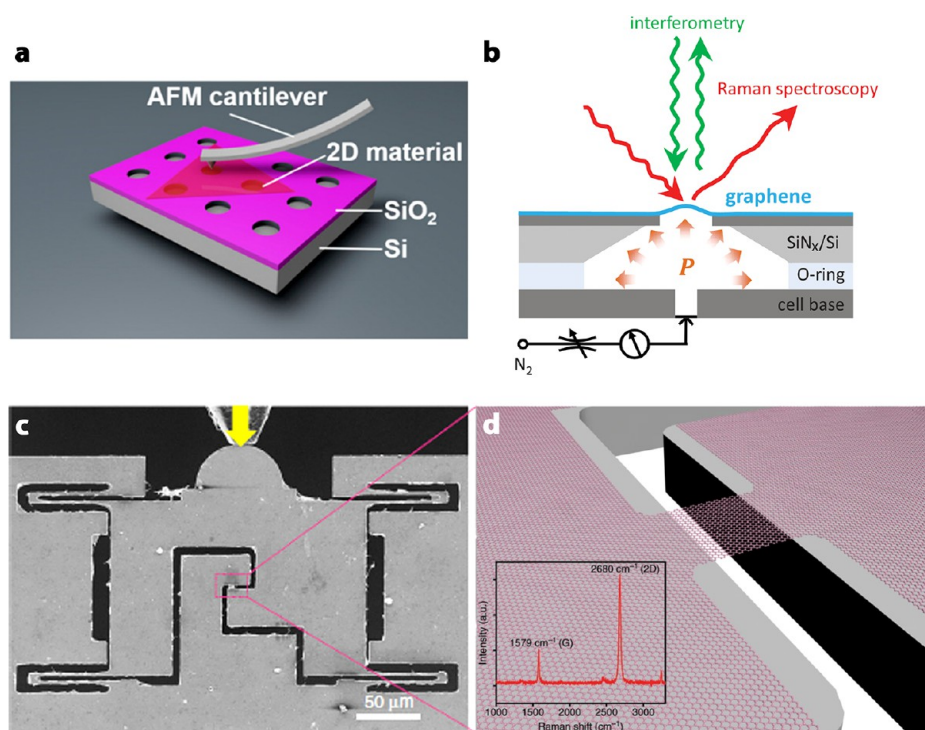 a
AFM cantilever
2D material
SiO₂
Si
b
interferometry
Raman spectroscopy
graphene
SiNₓ/Si
O-ring
P
cell base
N₂
c
50 μm
d
2680 cm⁻¹ (2D)
1579 cm⁻¹ (G)
Intensity (a.u.)
1000 1500 2000 2500 3000
Raman shift (cm⁻¹)